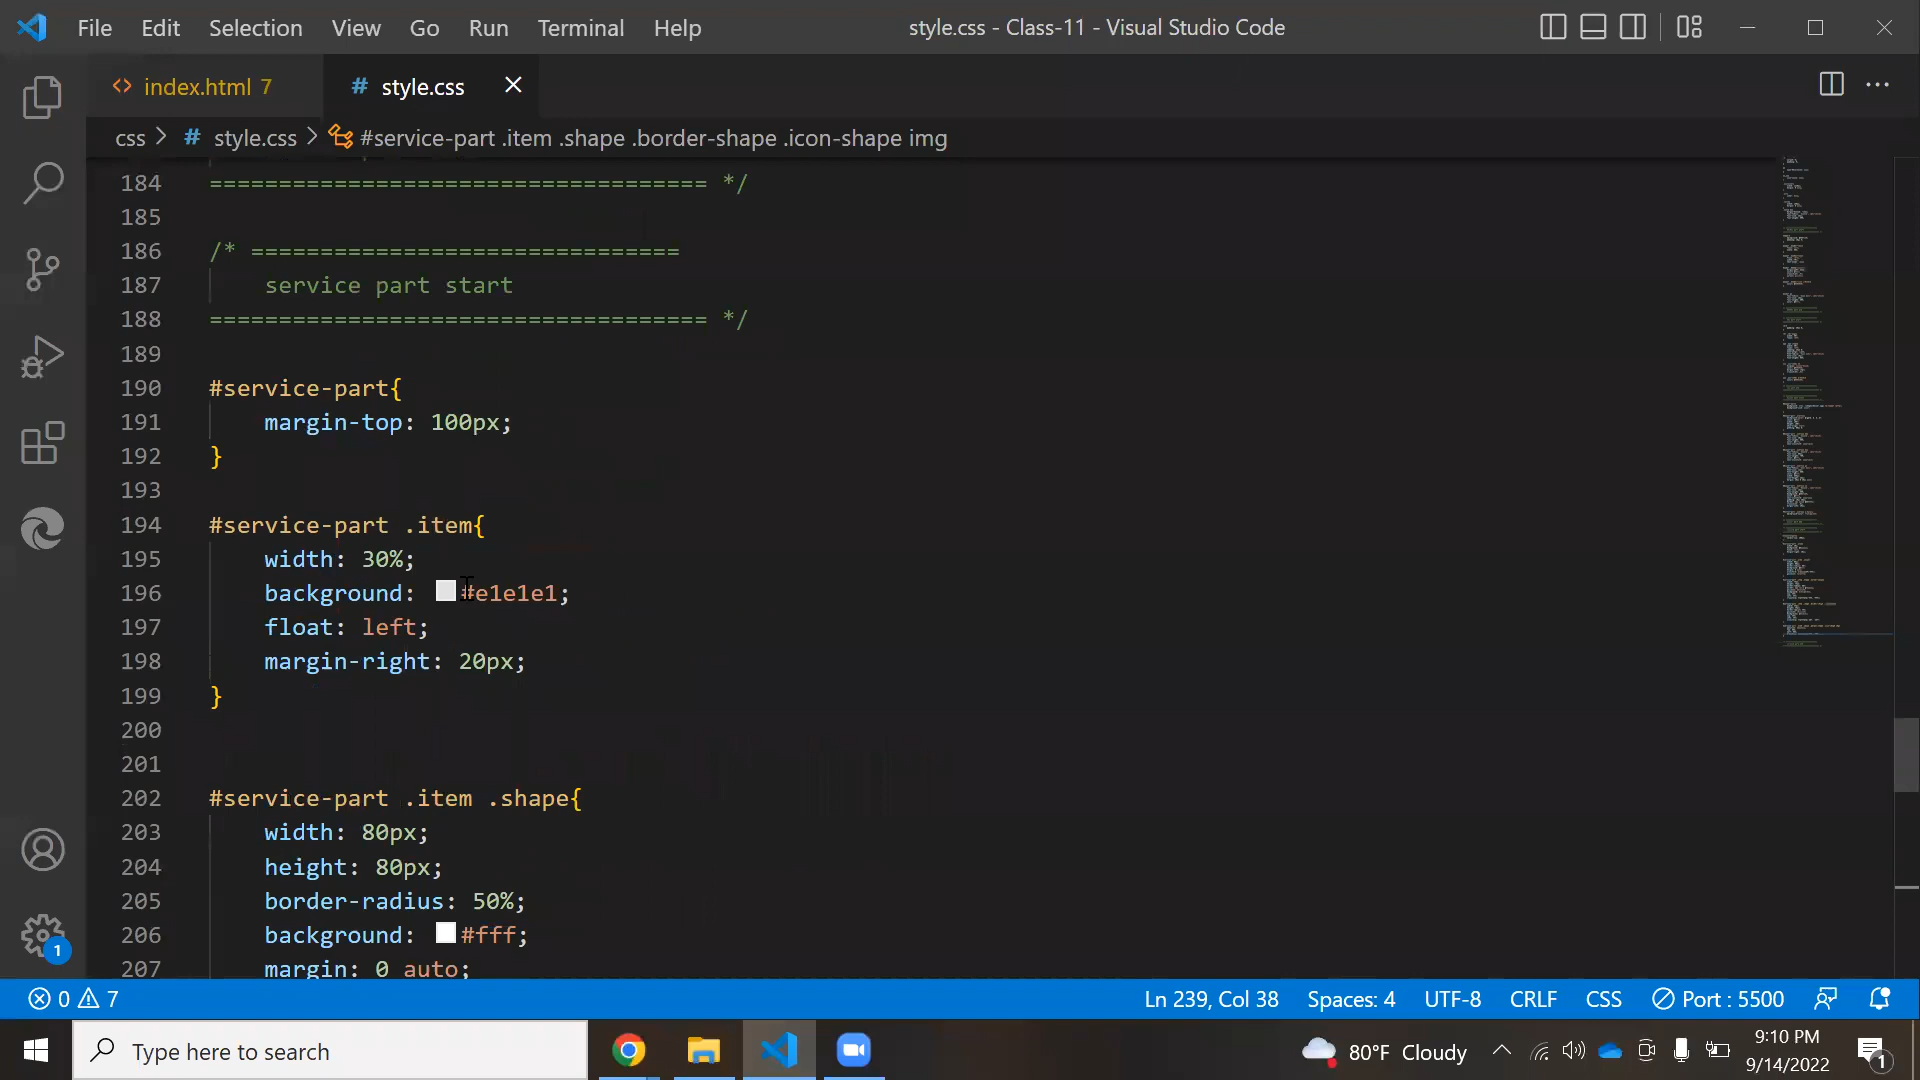 File Edit Selection View Go Run Terminal Help style.css - Class-11 - Visual Studio Code
index.html 7 # style.css
css > # style.css > #service-part .item .shape .border-shape .icon-shape img
184 ================================= */
185
186 /* ===============================
187 service part start
188 ==================================== */
189
190 #service-part{
191 margin-top: 100px;
192 }
193
194 #service-part .item{
195 width: 30%;
196 background: #e1e1e1;
197 float: left;
198 margin-right: 20px;
199 }
200
201
202 #service-part .item .shape{
203 width: 80px;
204 height: 80px;
205 border-radius: 50%;
206 background: #fff;
207 margin: 0 auto;
1
0 7 Ln 239, Col 38 Spaces: 4 UTF-8 CRLF CSS Port : 5500
Type here to search 80°F Cloudy 9:10 PM
9/14/2022 1